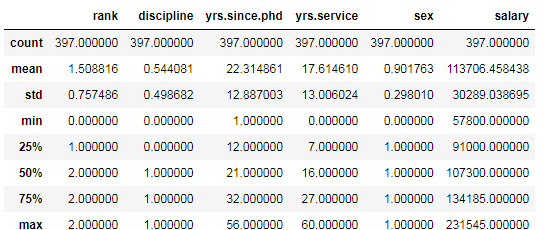 rank discipline yrs.since.phd yrs.service sex salary
count 397.000000 397.000000 397.000000 397.000000 397.000000 397.000000
mean 1.508816 0.544081 22.314861 17.614610 0.901763 113706.458438
std 0.757486 0.498682 12.887003 13.006024 0.298010 30289.038695
min 0.000000 0.000000 1.000000 0.000000 0.000000 57800.000000
25% 1.000000 0.000000 12.000000 7.000000 1.000000 91000.000000
50% 2.000000 1.000000 21.000000 16.000000 1.000000 107300.000000
75% 2.000000 1.000000 32.000000 27.000000 1.000000 134185.000000
max 2.000000 1.000000 56.000000 60.000000 1.000000 231545.000000